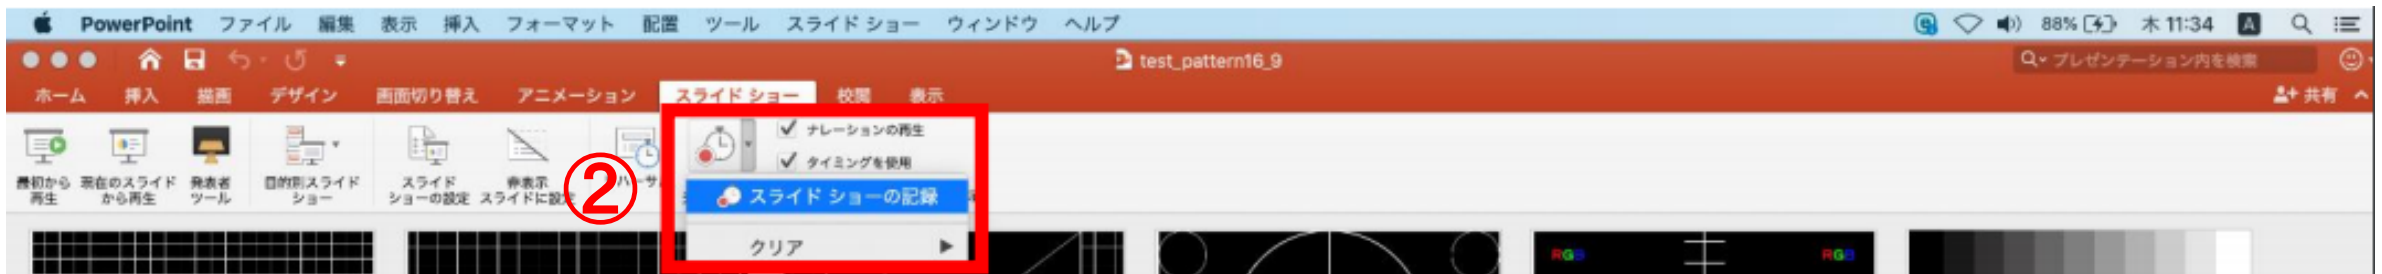 PowerPoint ファイル 編集 表示 挿入 フォーマット 配置 ツール スライド ショー ウィンドウ ヘルプ 88% 木 11:34 A
test_pattern16_9 プレゼンテーション内を検索
ホーム 挿入 描画 デザイン 画面切り替え アニメーション スライド ショー 校閲 表示 共有
ナレーションの再生
タイミングを使用
最初から
再生
現在のスライド
から再生
発表者
ツール
目的別スライド
ショー
スライド
ショーの設定
非表示
スライドに設定
②
スライド ショーの記録
クリア
RGB
RGB